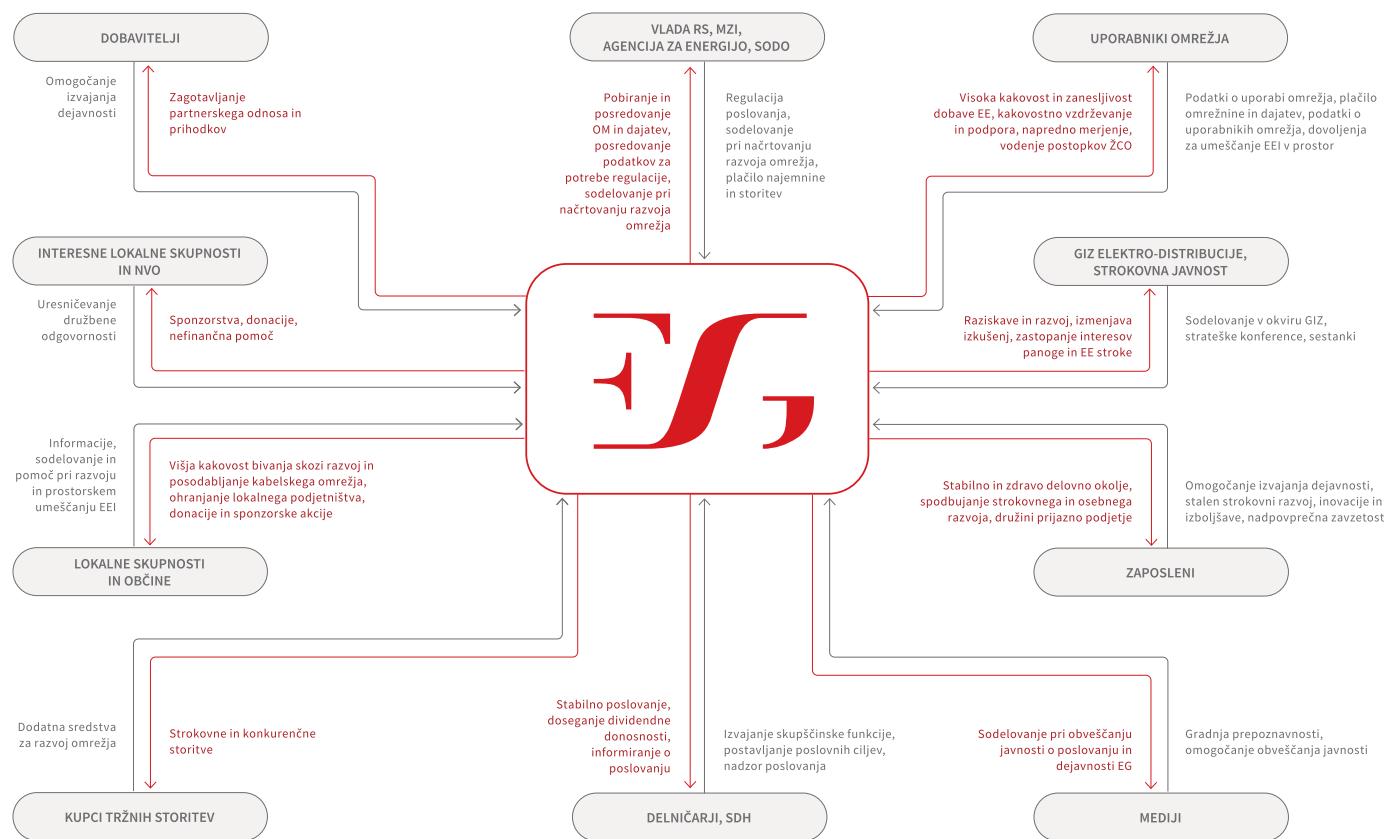 DOBAVITELJI
Omogočanje
izvajanja
dejavnosti
Zagotavljanje
partnerskega odnosa in
prihodkov
VLADA RS, MZI,
AGENCIJA ZA ENERGIJO, SODO
Pobiranje in
posredovanje
OM in dajatev,
posredovanje
podatkov za
potrebe regulacije,
sodelovanje pri
načrtovanju razvoja
omrežja
Regulacija
poslovanja,
sodelovanje
pri načrtovanju
razvoja omrežja,
plačilo najemnine
in storitev
UPORABNIKI OMREŽJA
Visoka kakovost in zanesljivost
dobave EE, kakovostno vzdrževanje
in podpora, napredno merjenje,
vodenje postopkov ŽCO
Podatki o uporabi omrežja, plačilo
omrežnine in dajatev, podatki o
uporabnikih omrežja, dovoljenja
za umeščanje EEI v prostor
INTERESNE LOKALNE SKUPNOSTI
IN NVO
Uresničevanje
družbene
odgovornosti
Sponzorstva, donacije,
nefinančna pomoč
GIZ ELEKTRO-DISTRIBUCIJE,
STROKOVNA JAVNOST
Raziskave in razvoj, izmenjava
izkušenj, zastopanje interesov
panoge in EE stroke
Sodelovanje v okviru GIZ,
strateške konference, sestanki
EG
Informacije,
sodelovanje in
pomoč pri razvoju
in prostorskem
umeščanju EEI
Višja kakovost bivanja skozi razvoj in
posodabljanje kabelskega omrežja,
ohranjanje lokalnega podjetništva,
donacije in sponzorske akcije
LOKALNE SKUPNOSTI
IN OBČINE
Stabilno in zdravo delovno okolje,
spodbujanje strokovnega in osebnega
razvoja, družini prijazno podjetje
Omogočanje izvajanja dejavnosti,
stalen strokovni razvoj, inovacije in
izboljšave, nadpovprečna zavzetost
ZAPOSLENI
Dodatna sredstva
za razvoj omrežja
Strokovne in konkurenčne
storitve
KUPCI TRŽNIH STORITEV
Stabilno poslovanje,
doseganje dividendne
donosnosti,
informiranje o
poslovanju
Izvajanje skupščinske funkcije,
postavljanje poslovnih ciljev,
nadzor poslovanja
DELNIČARJI, SDH
Sodelovanje pri obveščanju
javnosti o poslovanju in
dejavnosti EG
Gradnja prepoznavnosti,
omogočanje obveščanja javnosti
MEDIJI